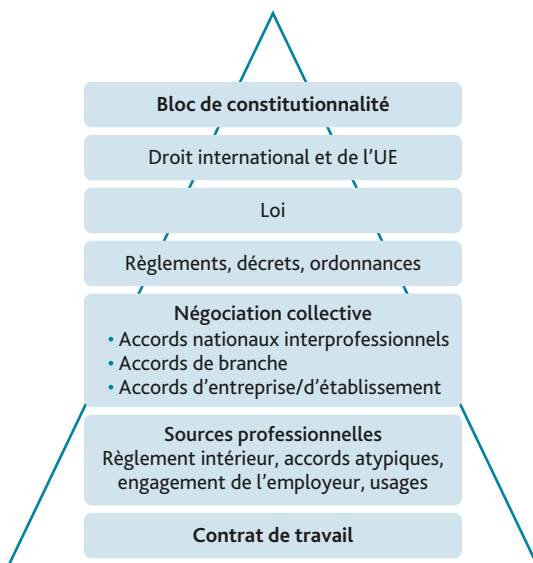 Bloc de constitutionnalité
Droit international et de l'UE
Loi
Règlements, décrets, ordonnances
Négociation collective
• Accords nationaux interprofessionnels
• Accords de branche
• Accords d'entreprise/d'établissement
Sources professionnelles
Règlement intérieur, accords atypiques,
engagement de l'employeur, usages
Contrat de travail